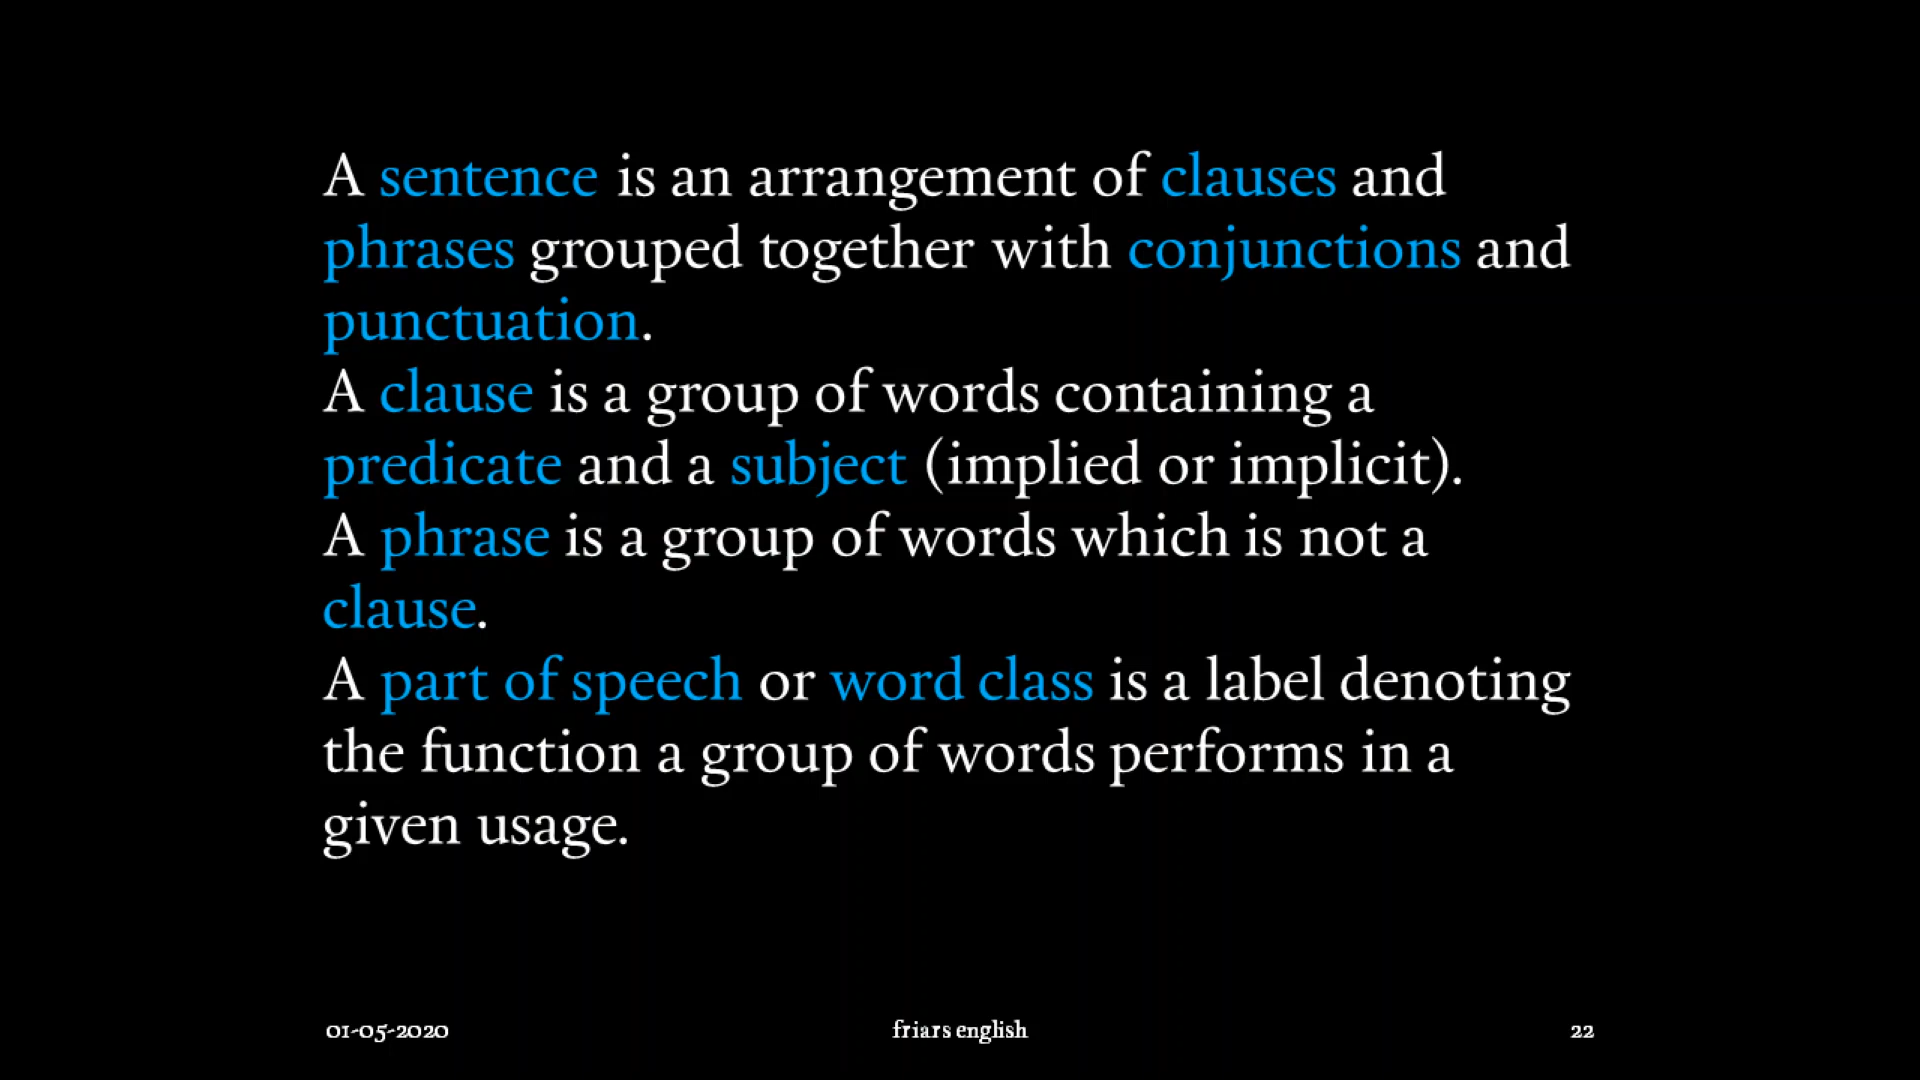 A sentence is an arrangement of clauses and
phrases grouped together with conjunctions and
punctuation.
A clause is a group of words containing a
predicate and a subject (implied or implicit).
A phrase is a group of words which is not a
clause.
A part of speech or word class is a label denoting
the function a group of words performs in a
given usage.
01-05-2020
friars english
22